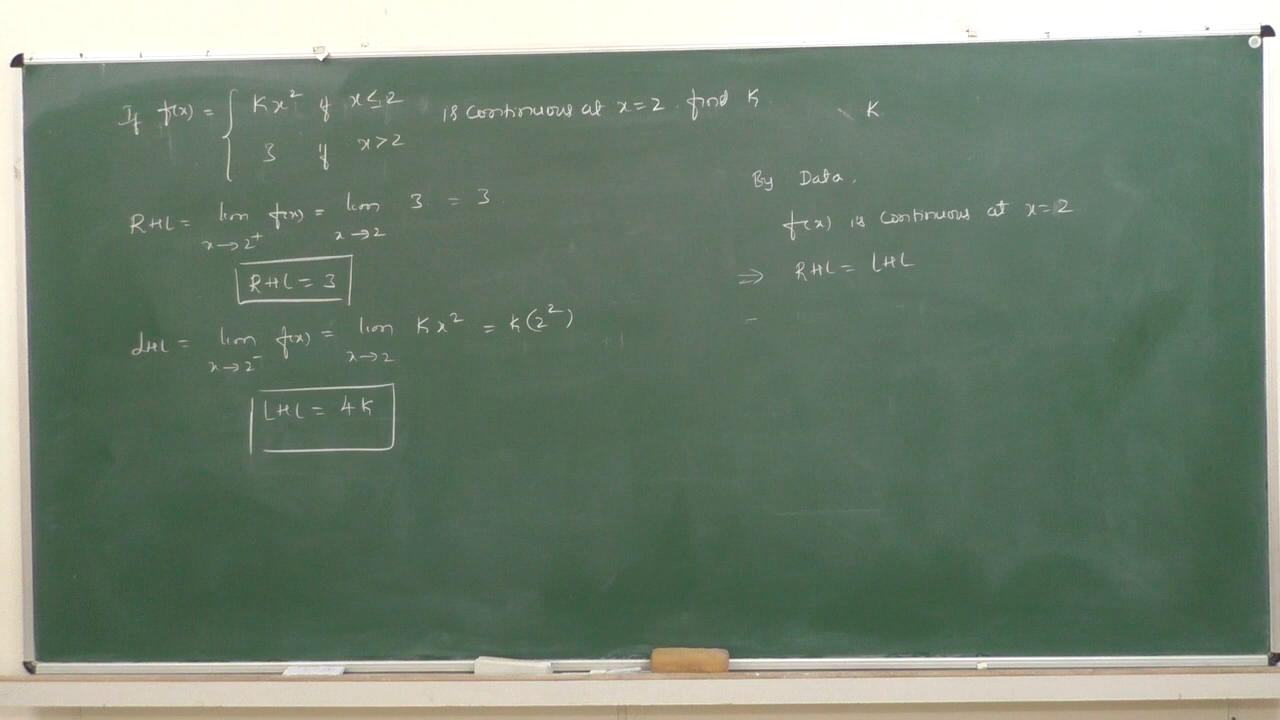 If f(x) = { Kx² if x ≤ 2 is continuous at x=2. find K K
3 if x>2
RHL = lim x→2⁺ f(x) = lim x→2 3 = 3
RHL = 3
LHL = lim x→2⁻ f(x) = lim x→2 Kx² = K(2²)
LHL = 4K
By Data,
f(x) is continuous at x=2
⇒ RHL = LHL